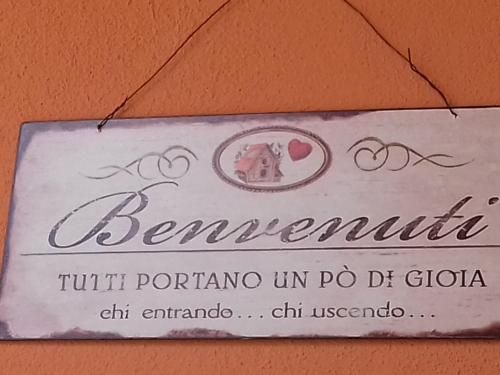 Benvenuti
TUTTI PORTANO UN PÒ DI GIOIA
chi entrando... chi uscendo...